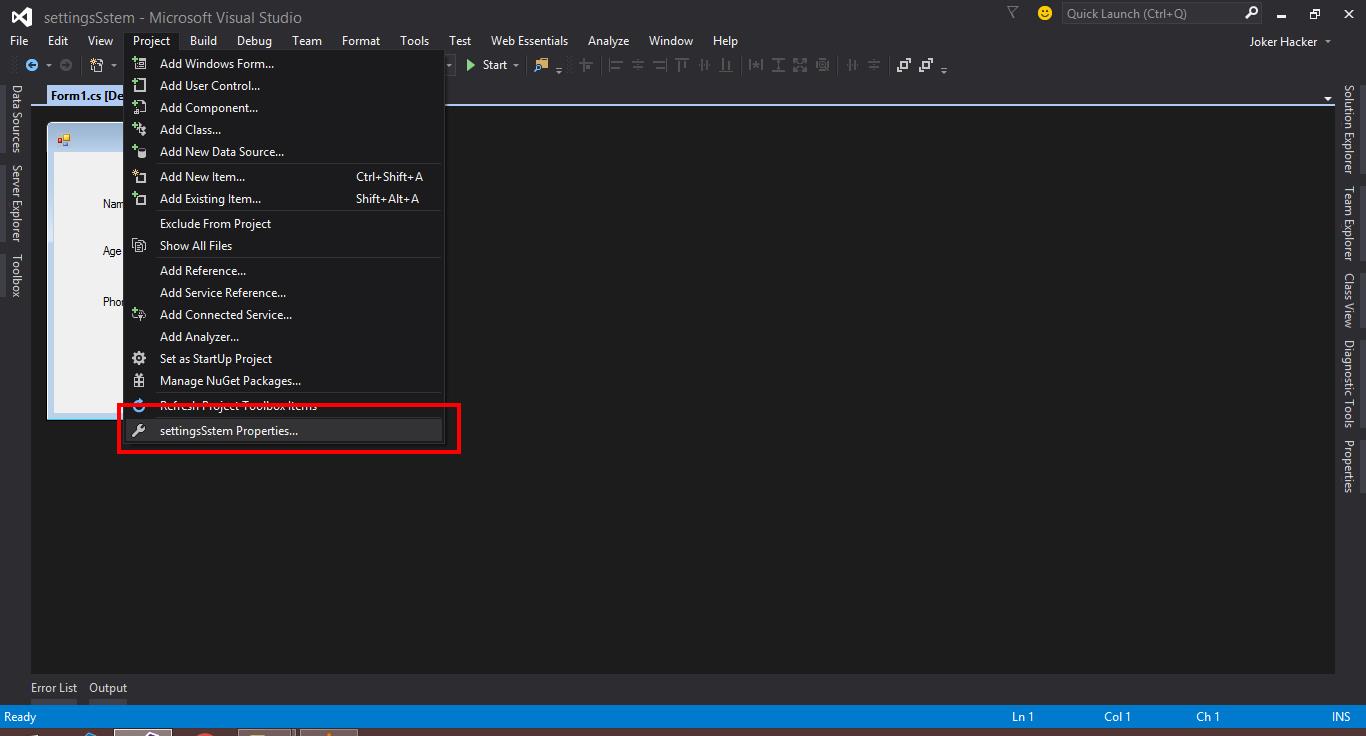 settingsSstem - Microsoft Visual Studio
Quick Launch (Ctrl+Q)
File Edit View Project Build Debug Team Format Tools Test Web Essentials Analyze Window Help
Joker Hacker
Start
Form1.cs [De
Add Windows Form...
Add User Control...
Add Component...
Add Class...
Add New Data Source...
Add New Item... Ctrl+Shift+A
Add Existing Item... Shift+Alt+A
Exclude From Project
Show All Files
Add Reference...
Add Service Reference...
Add Connected Service...
Add Analyzer...
Set as StartUp Project
Manage NuGet Packages...
Refresh Project Toolbox Items
settingsSstem Properties...
Data Sources
Server Explorer
Toolbox
Nam
Age
Phon
Solution Explorer
Team Explorer
Class View
Diagnostic Tools
Properties
Error List Output
Ready
Ln 1 Col 1 Ch 1 INS